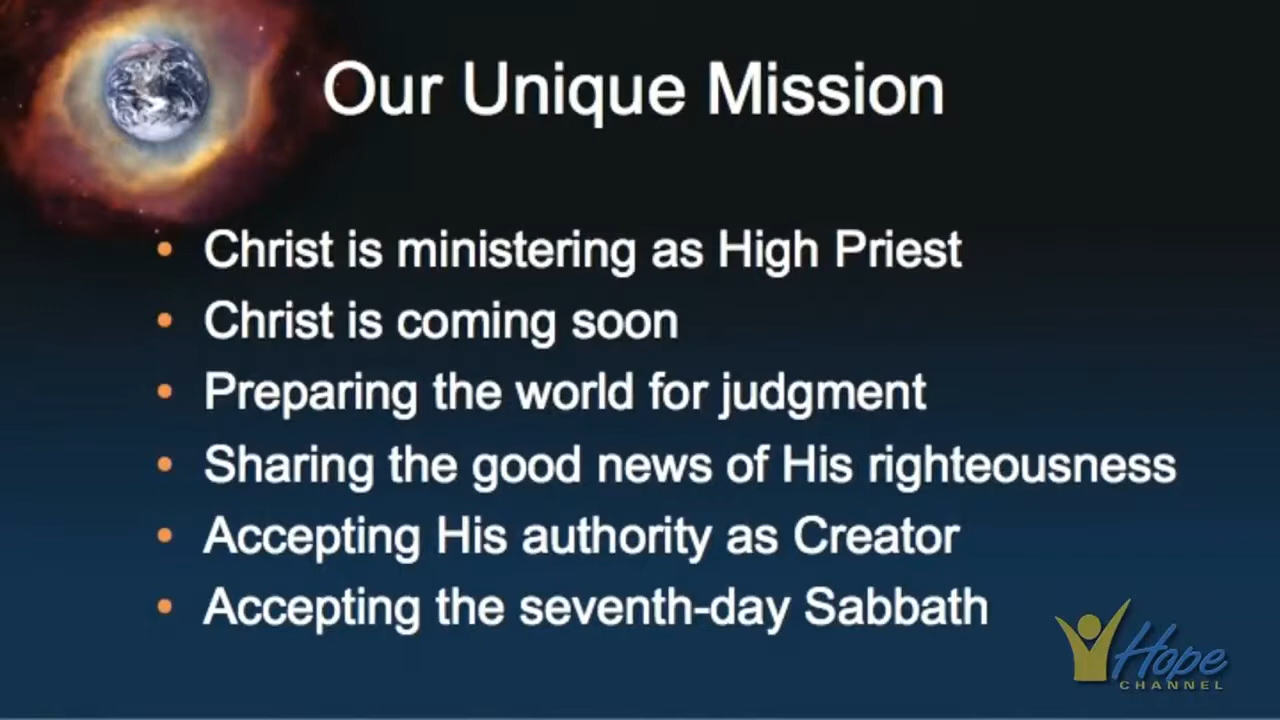 Our Unique Mission
• Christ is ministering as High Priest
• Christ is coming soon
• Preparing the world for judgment
• Sharing the good news of His righteousness
• Accepting His authority as Creator
• Accepting the seventh-day Sabbath
Hope
CHANNEL